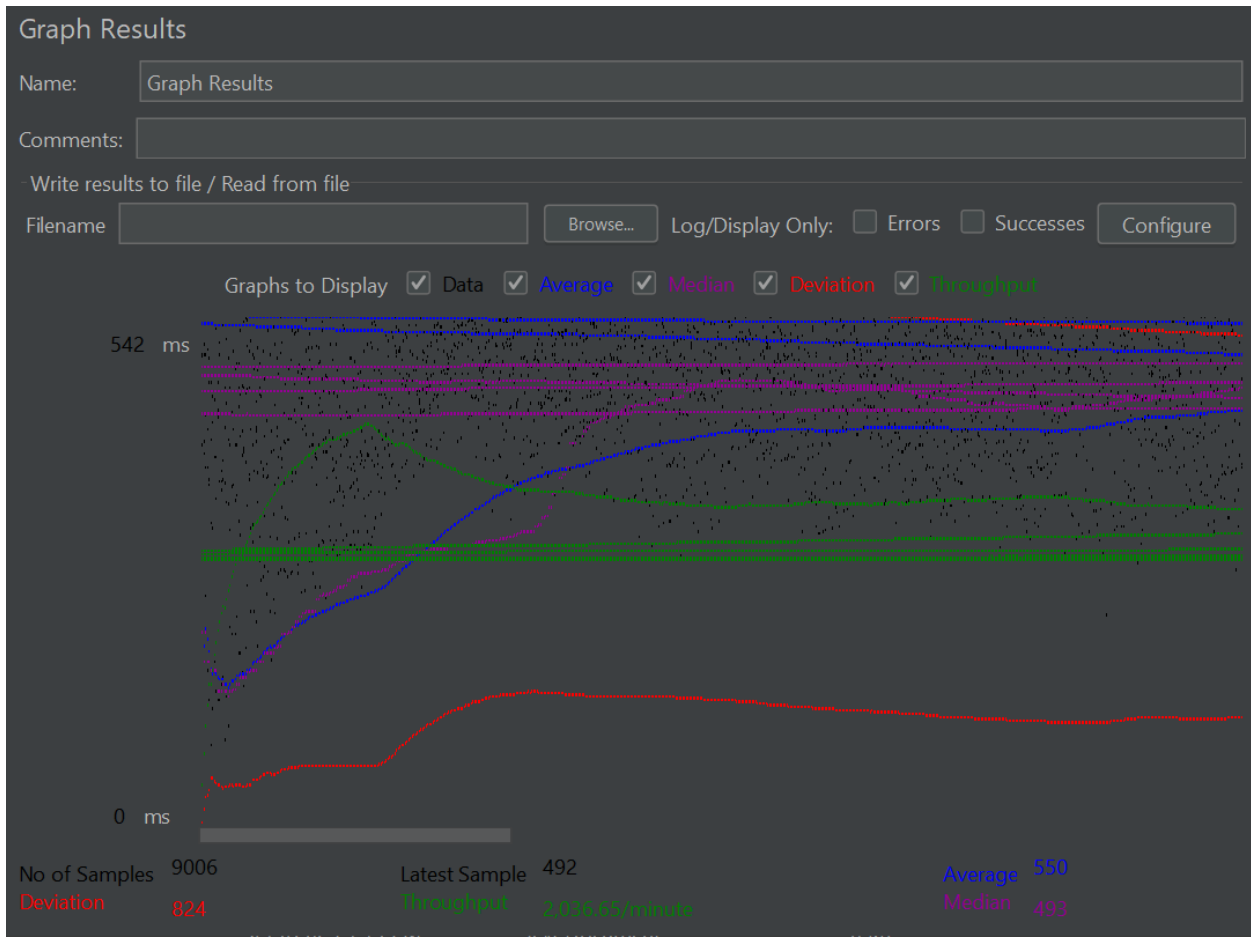 Graph Results
Name: Graph Results
Comments:
Write results to file / Read from file
Filename Browse... Log/Display Only: Errors Successes Configure
Graphs to Display Data Average Median Deviation Throughput
542 ms
0 ms
No of Samples 9006 Latest Sample 492 Average 550
Deviation 824 Throughput 2,036.65/minute Median 493